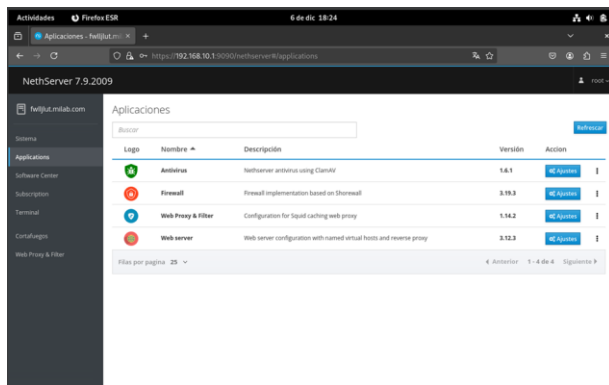 Actividades Firefox ESR 6 de dic 18:24
Aplicaciones - fwlljlut.mil
https://192.168.10.1:9090/nethserver#/applications
NethServer 7.9.2009 root
fwlljlut.milab.com
Aplicaciones
Buscar Refrescar
Sistema
Applications
Software Center
Subscription
Terminal
Cortafuegos
Web Proxy & Filter
Logo Nombre Descripción Versión Accion
Antivirus Nethserver antivirus using ClamAV 1.6.1 Ajustes
Firewall Firewall implementation based on Shorewall 3.19.3 Ajustes
Web Proxy & Filter Configuration for Squid caching web proxy 1.14.2 Ajustes
Web server Web server configuration with named virtual hosts and reverse proxy 3.12.3 Ajustes
Filas por pagina 25 Anterior 1 - 4 de 4 Siguiente